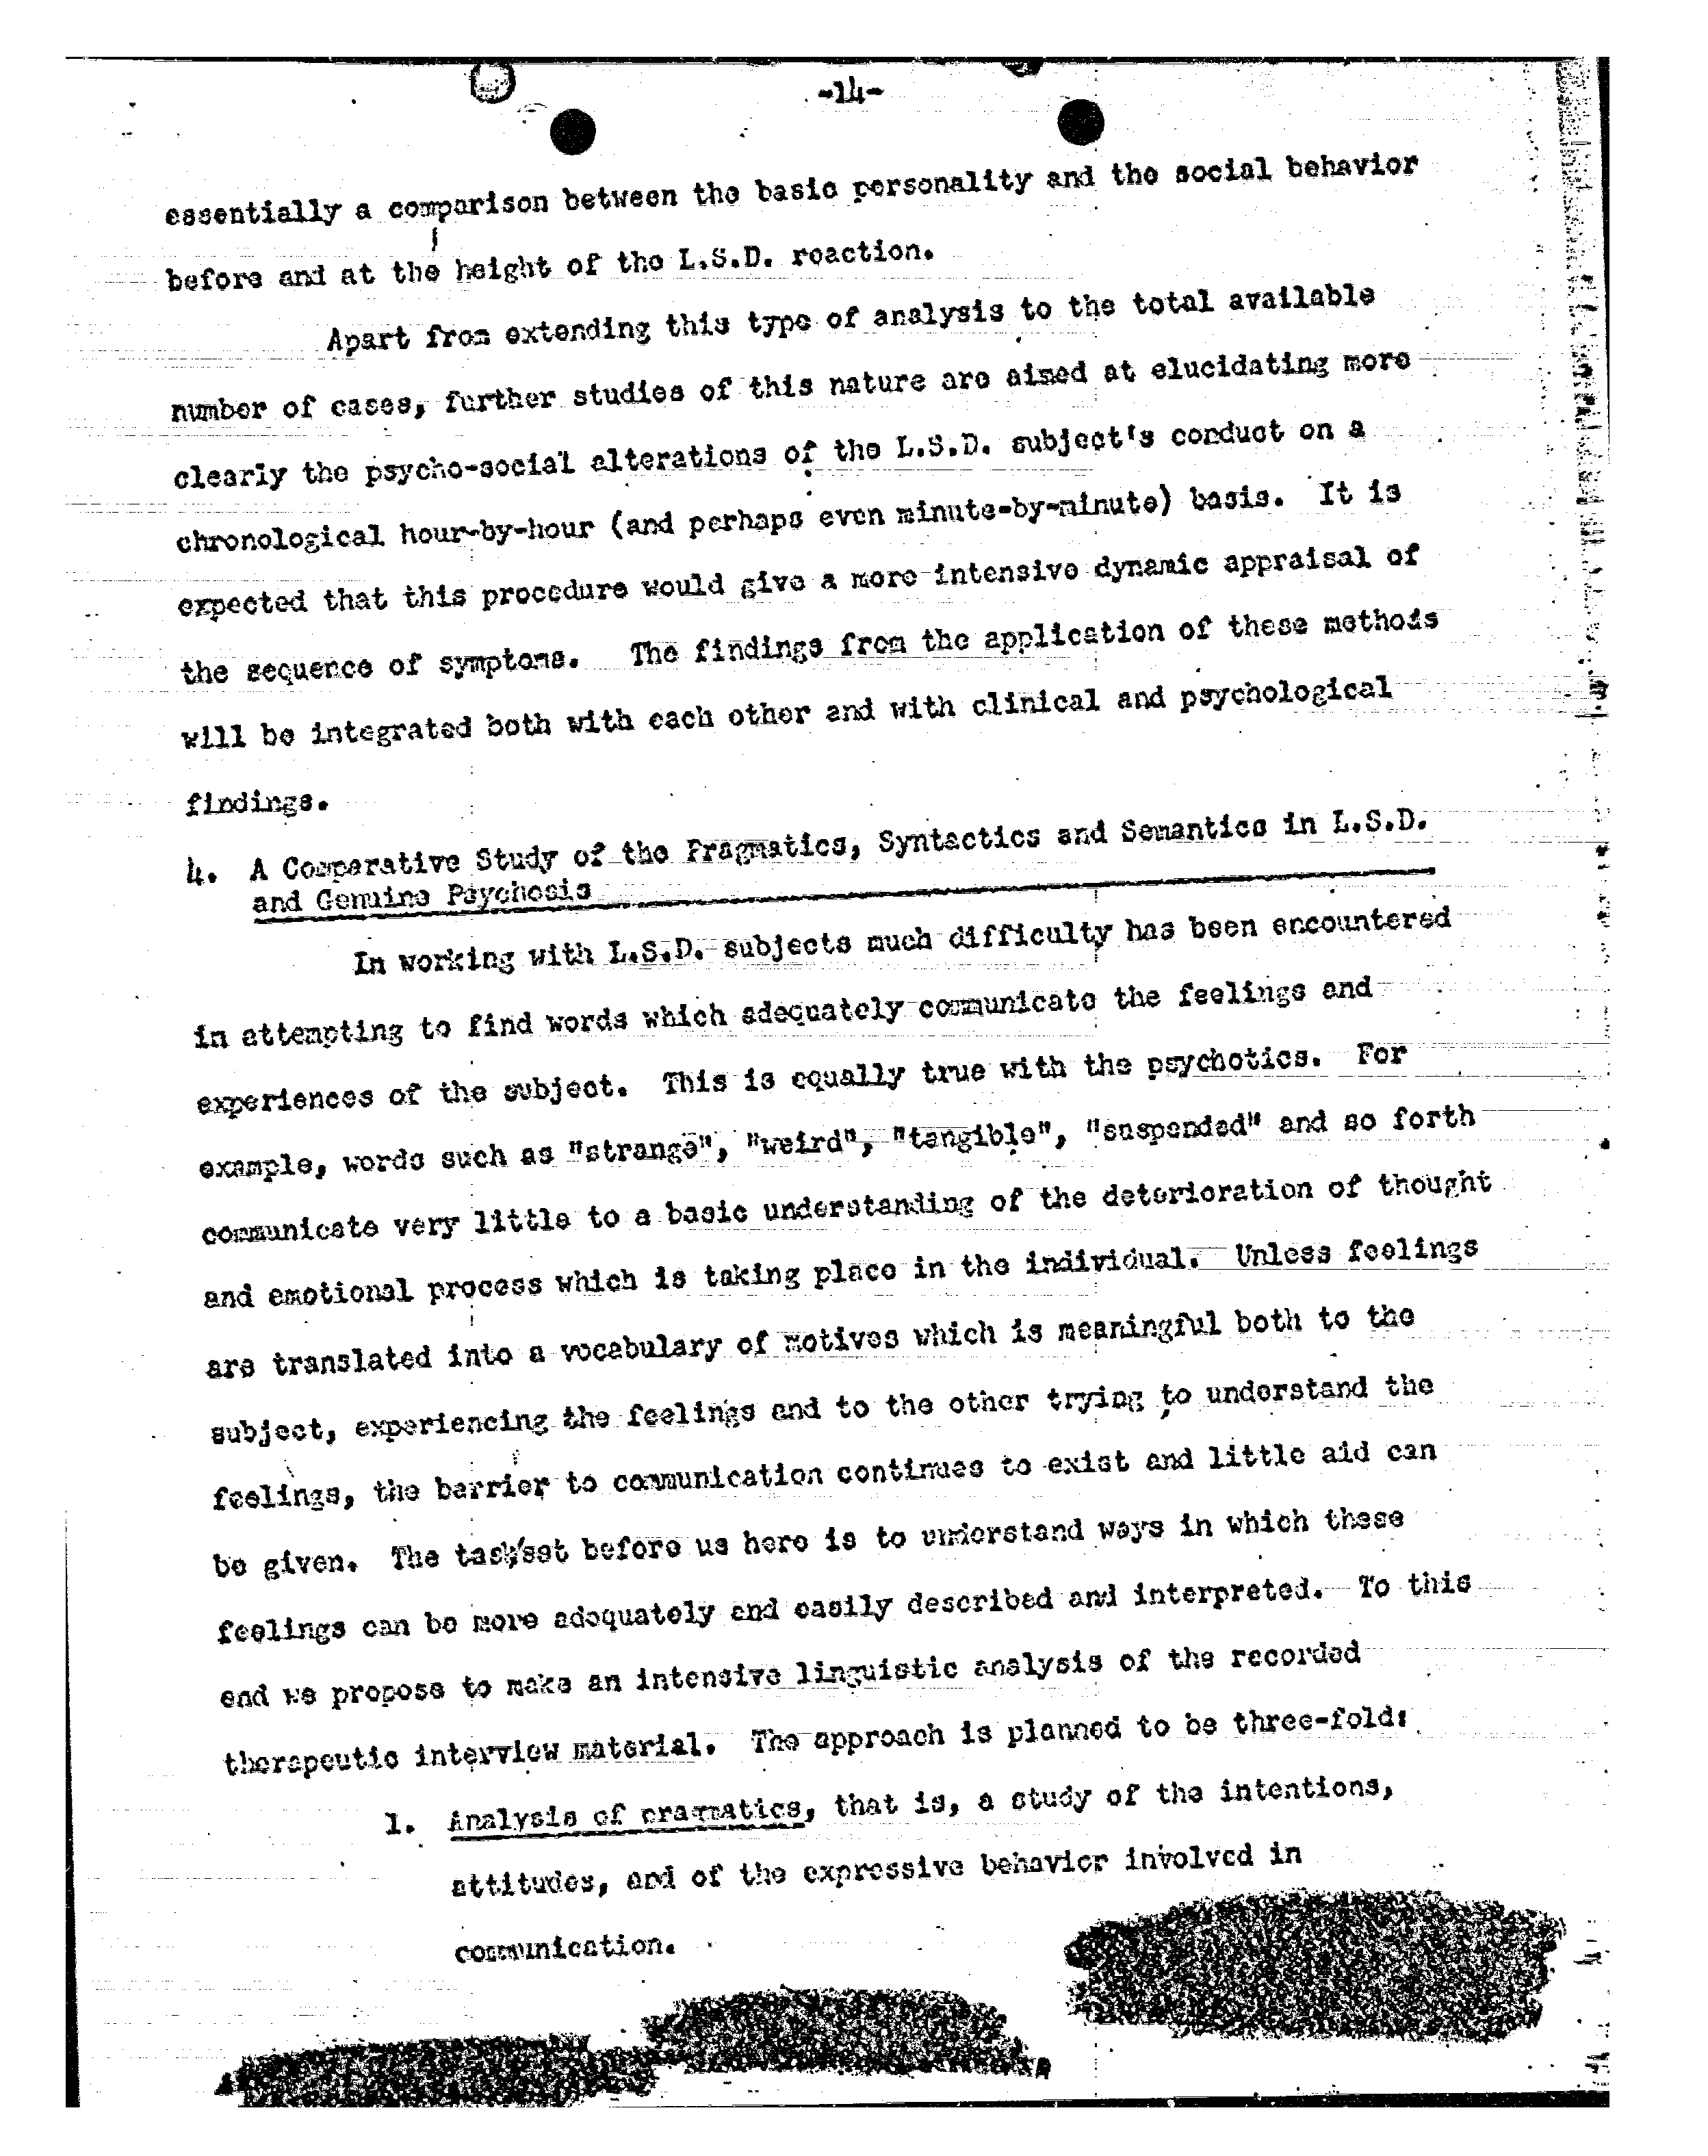 -14-
essentially a comparison between the basic personality and the social behavior
before and at the height of the L.S.D. reaction.
Apart from extending this type of analysis to the total available
number of cases, further studies of this nature are aimed at elucidating more
clearly the psycho-social alterations of the L.S.D. subject's conduct on a
chronological hour-by-hour (and perhaps even minute-by-minute) basis. It is
expected that this procedure would give a more intensive dynamic appraisal of
the sequence of symptoms. The findings from the application of these methods
will be integrated both with each other and with clinical and psychological
findings.
4. A Comparative Study of the Pragmatics, Syntactics and Semantics in L.S.D.
and Genuine Psychosis
In working with L.S.D. subjects much difficulty has been encountered
in attempting to find words which adequately communicate the feelings and
experiences of the subject. This is equally true with the psychotics. For
example, words such as "strange", "weird", "tangible", "suspended" and so forth
communicate very little to a basic understanding of the deterioration of thought
and emotional process which is taking place in the individual. Unless feelings
are translated into a vocabulary of motives which is meaningful both to the
subject, experiencing the feelings and to the other trying to understand the
feelings, the barrier to communication continues to exist and little aid can
be given. The task/set before us here is to understand ways in which these
feelings can be more adequately and easily described and interpreted. To this
end we propose to make an intensive linguistic analysis of the recorded
therapeutic interview material. The approach is planned to be three-fold:
1. Analysis of pragmatics, that is, a study of the intentions,
attitudes, and of the expressive behavior involved in
communication.